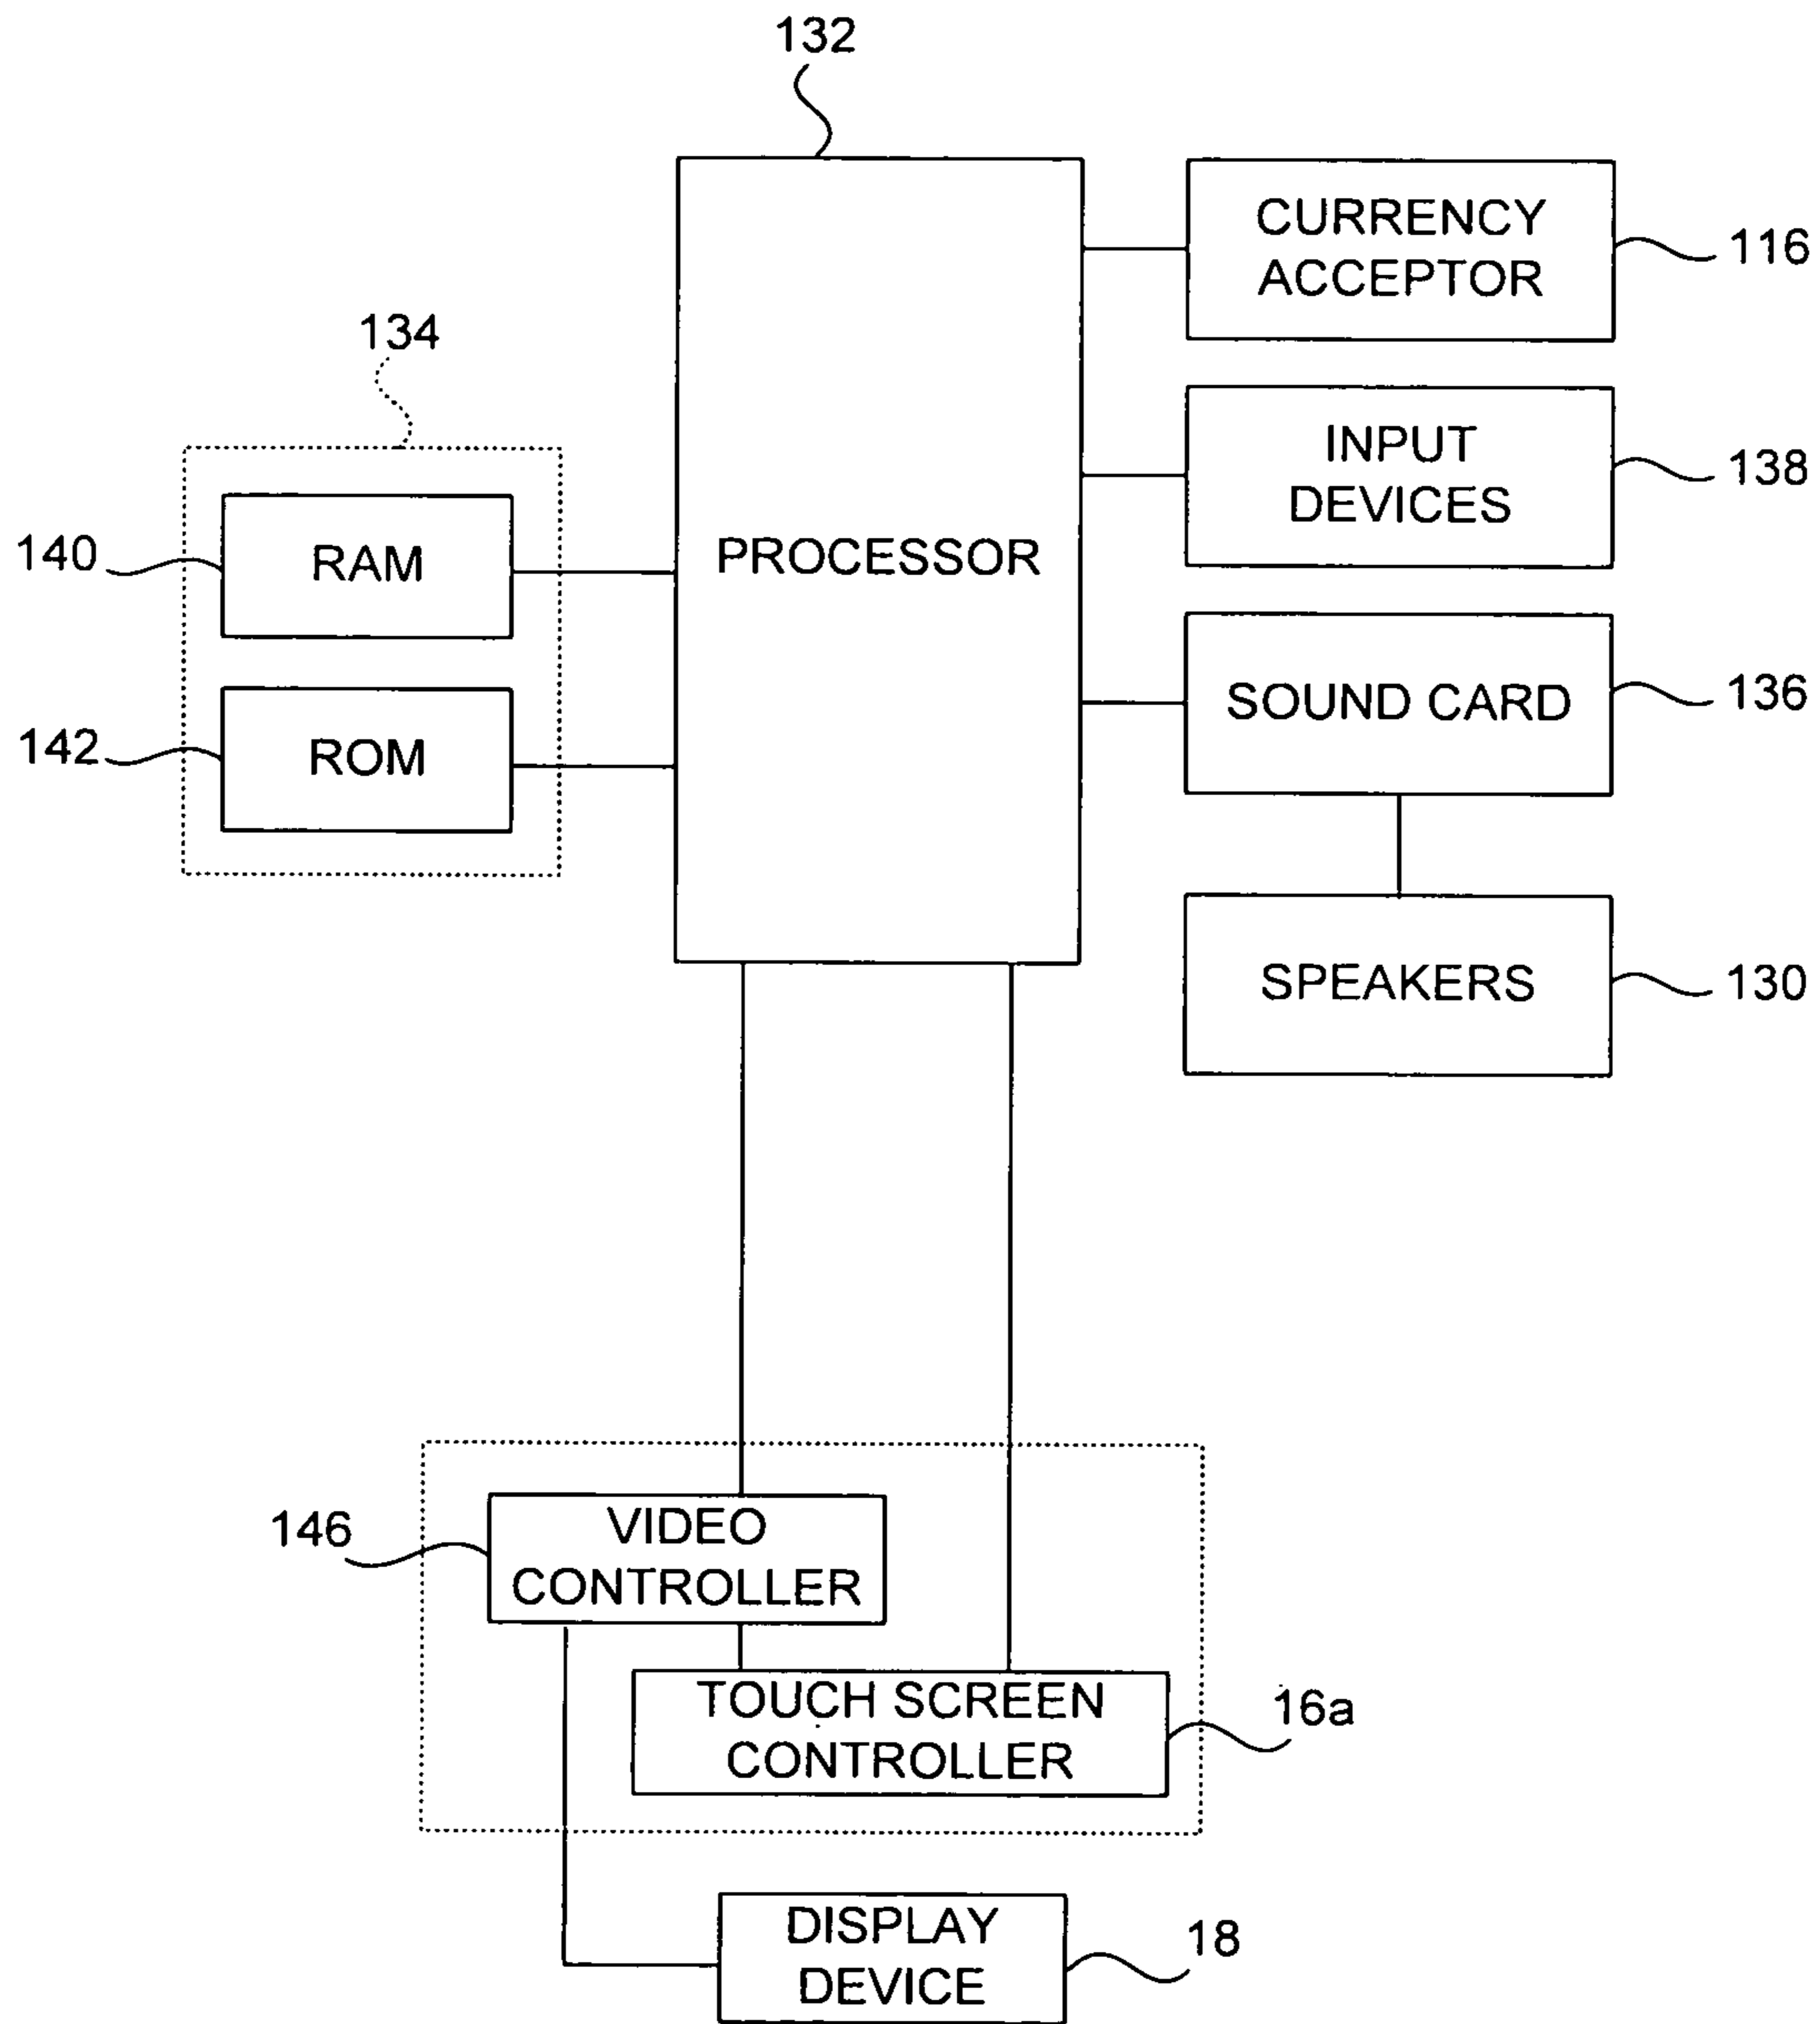 132
CURRENCY
ACCEPTOR
116
134
INPUT
DEVICES
138
PROCESSOR
140
RAM
SOUND CARD
136
142
ROM
SPEAKERS
130
146
VIDEO
CONTROLLER
TOUCH SCREEN
CONTROLLER
16a
DISPLAY
DEVICE
18